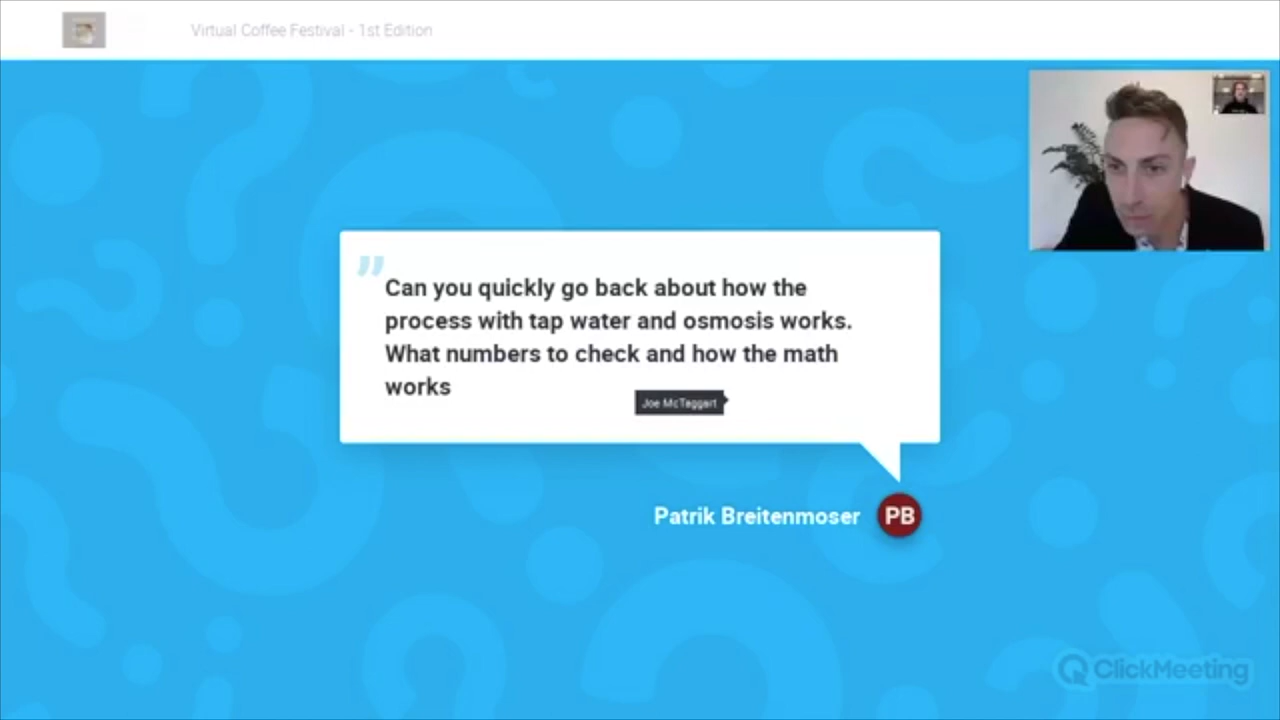 Virtual Coffee Festival - 1st Edition
"
Can you quickly go back about how the
process with tap water and osmosis works.
What numbers to check and how the math
works
Joe McTaggart
Patrik Breitenmoser
PB
ClickMeeting